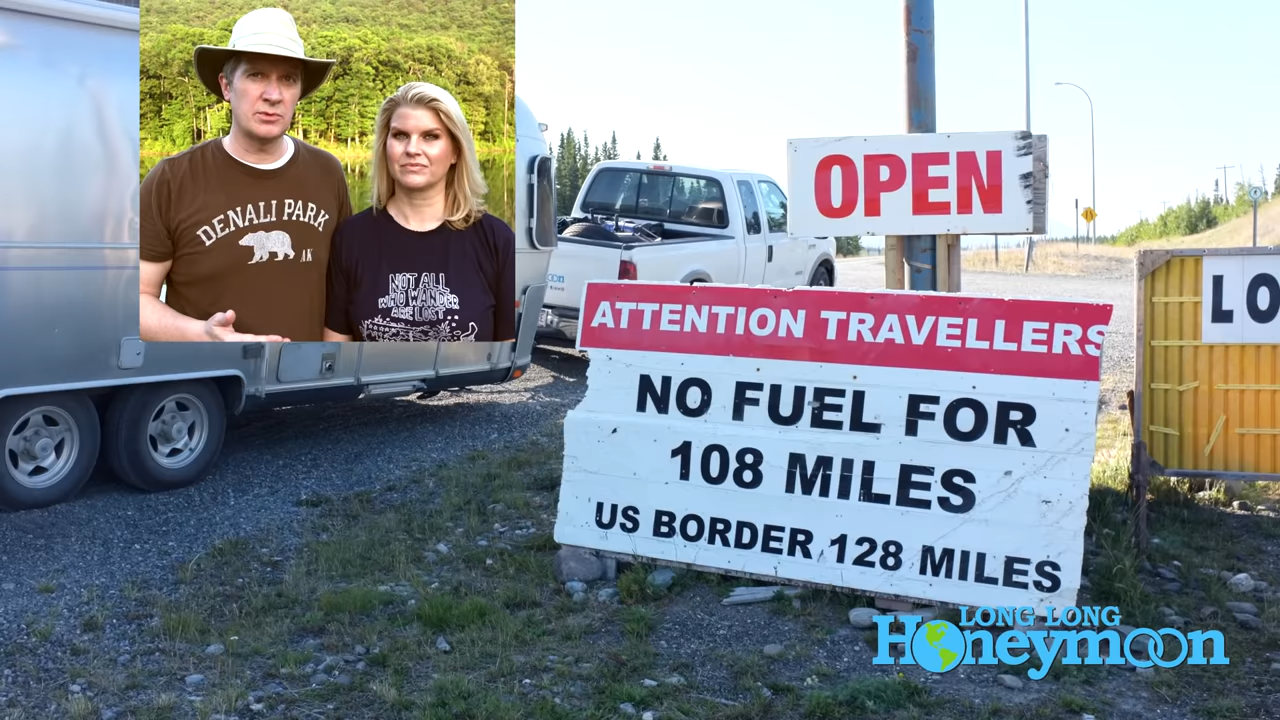 DENALI PARK
AK
NOT ALL
WHO WANDER
ARE LOST
OPEN
ATTENTION TRAVELLERS
NO FUEL FOR
108 MILES
US BORDER 128 MILES
LO
LONG LONG
Honeymoon